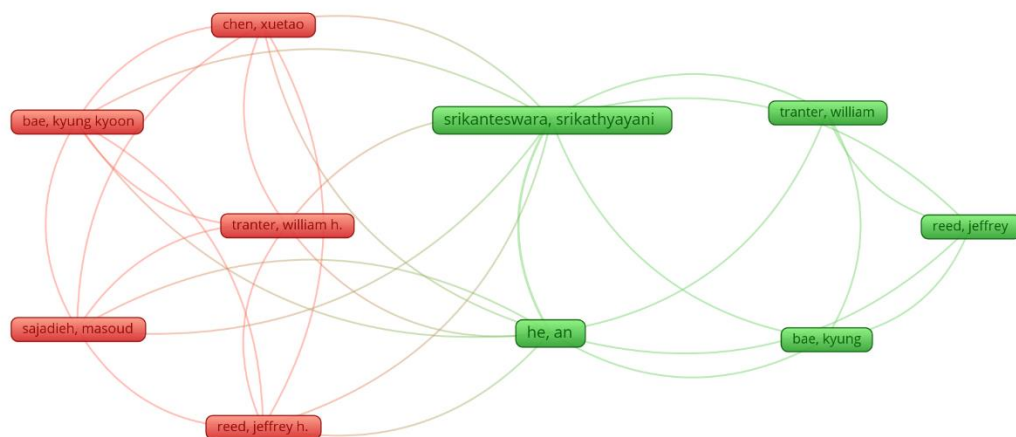 chen, xuetao
bae, kyung kyoon
srikanteswara, srikathyayani
tranter, william
tranter, william h.
reed, jeffrey
sajadieh, masoud
he, an
bae, kyung
reed, jeffrey h.